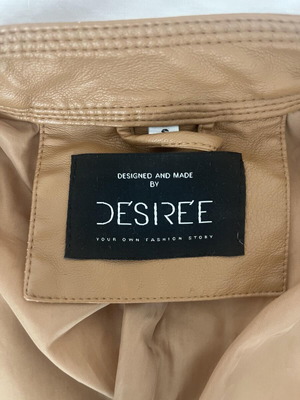 DESIGNED AND MADE
BY
DESIREE
YOUR OWN FASHION STORY